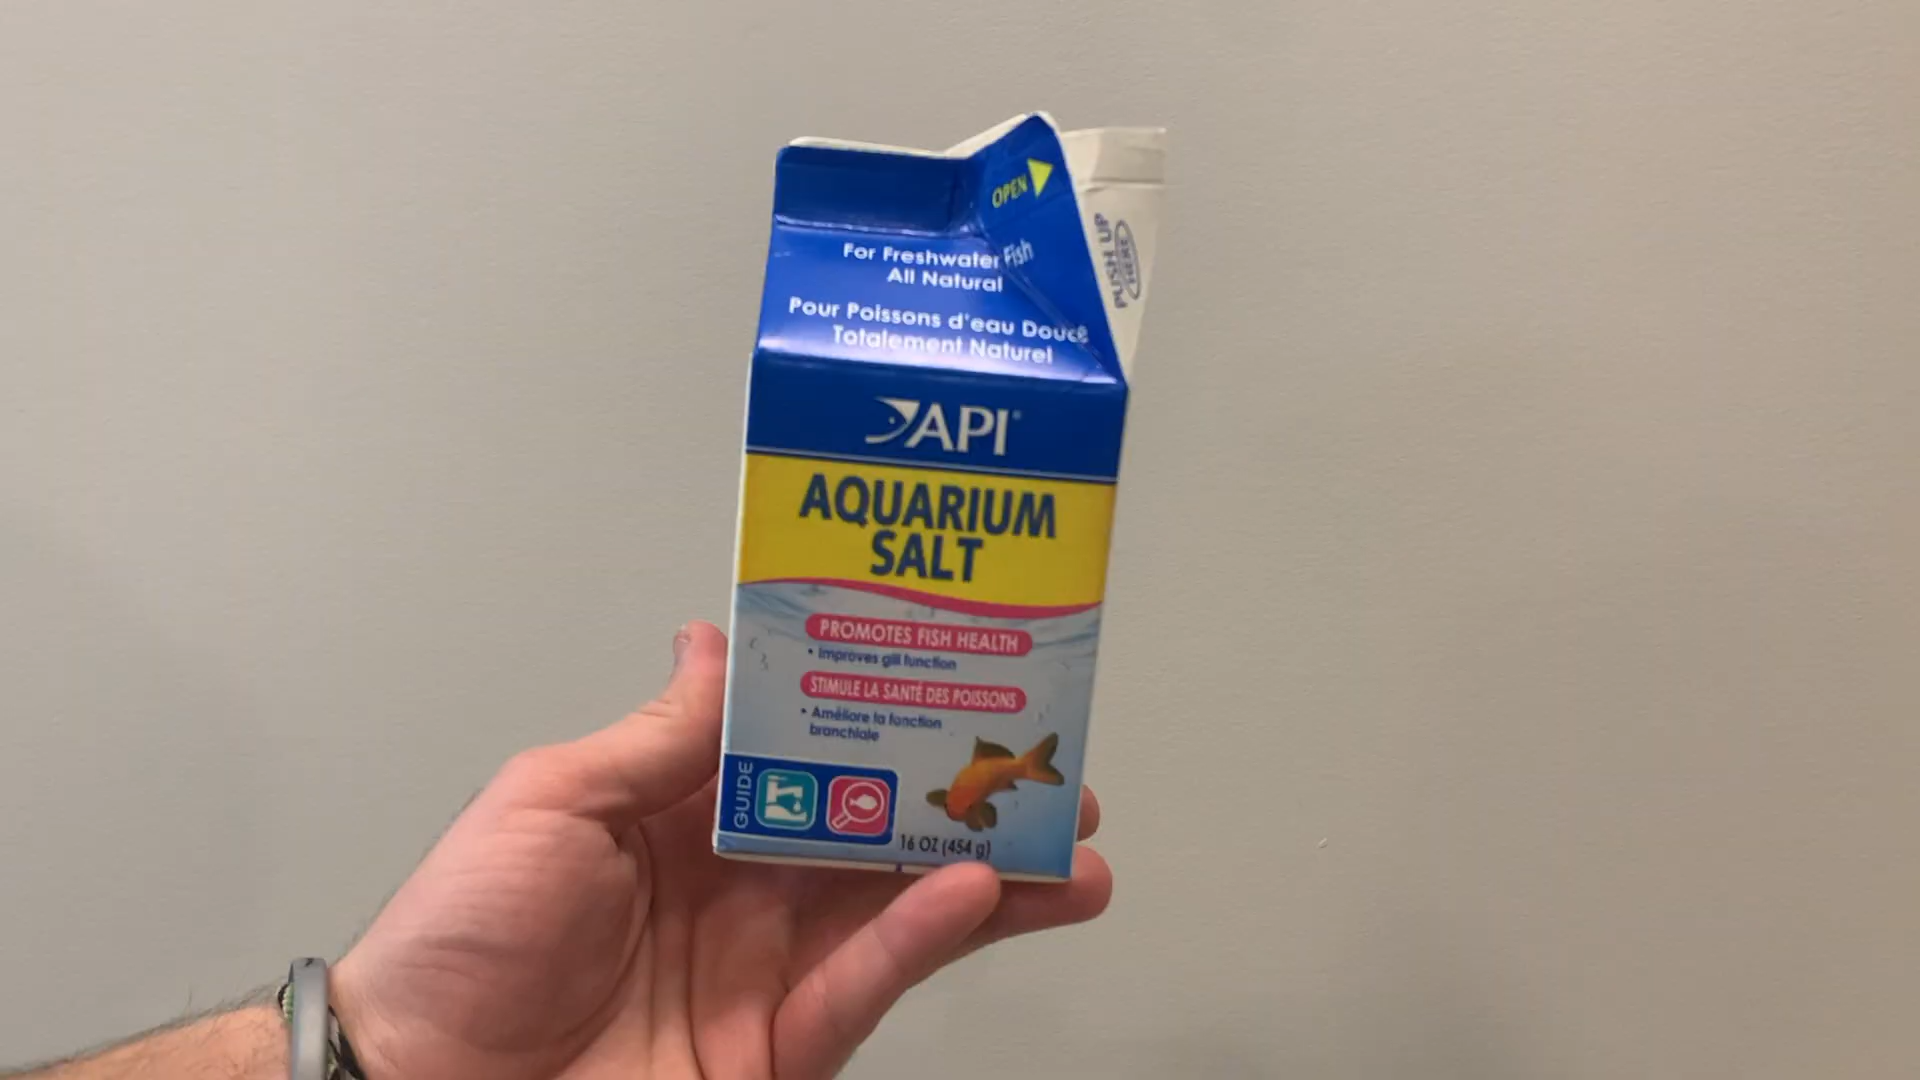 OPEN
For Freshwater Fish
All Natural
Pour Poissons d'eau Douce
Totalement Naturel
PUSH UP
HERE
API®
AQUARIUM
SALT
PROMOTES FISH HEALTH
• Improves gill function
STIMULE LA SANTÉ DES POISSONS
• Améliore la fonction
branchiale
GUIDE
16 OZ (454 g)